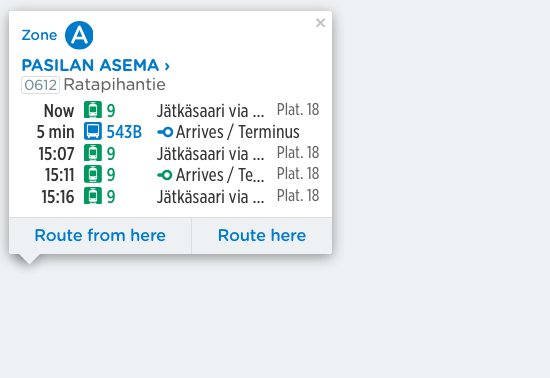 Zone A
×
PASILAN ASEMA ›
0612 Ratapihantie
Now 9 Jätkäsaari via ... Plat. 18
5 min 543B Arrives / Terminus
15:07 9 Jätkäsaari via ... Plat. 18
15:11 9 Arrives / Te... Plat. 18
15:16 9 Jätkäsaari via ... Plat. 18
Route from here Route here